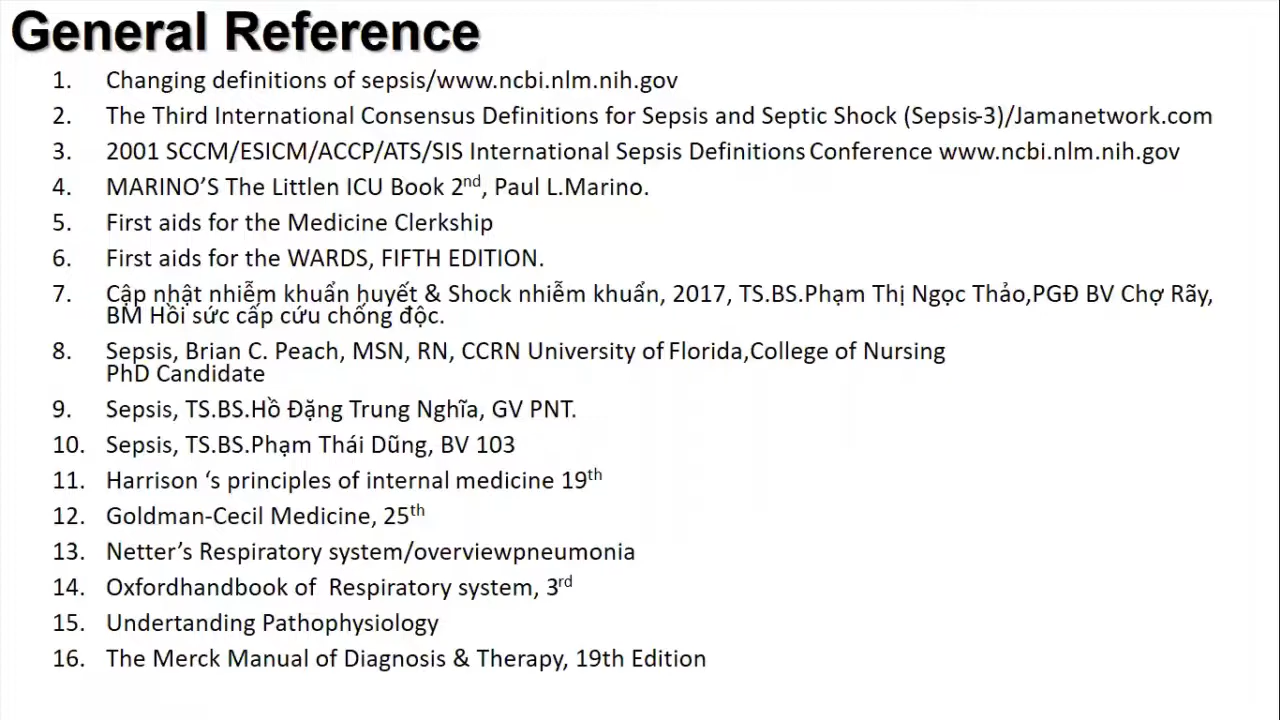 General Reference
1. Changing definitions of sepsis/www.ncbi.nlm.nih.gov
2. The Third International Consensus Definitions for Sepsis and Septic Shock (Sepsis-3)/Jamanetwork.com
3. 2001 SCCM/ESICM/ACCP/ATS/SIS International Sepsis Definitions Conference www.ncbi.nlm.nih.gov
4. MARINO’S The Littlen ICU Book 2nd, Paul L.Marino.
5. First aids for the Medicine Clerkship
6. First aids for the WARDS, FIFTH EDITION.
7. Cập nhật nhiễm khuẩn huyết & Shock nhiễm khuẩn, 2017, TS.BS.Phạm Thị Ngọc Thảo,PGĐ BV Chợ Rãy,
BM Hồi sức cấp cứu chống độc.
8. Sepsis, Brian C. Peach, MSN, RN, CCRN University of Florida,College of Nursing
PhD Candidate
9. Sepsis, TS.BS.Hồ Đặng Trung Nghĩa, GV PNT.
10. Sepsis, TS.BS.Phạm Thái Dũng, BV 103
11. Harrison ‘s principles of internal medicine 19th
12. Goldman-Cecil Medicine, 25th
13. Netter’s Respiratory system/overviewpneumonia
14. Oxfordhandbook of  Respiratory system, 3rd
15. Undertanding Pathophysiology
16. The Merck Manual of Diagnosis & Therapy, 19th Edition